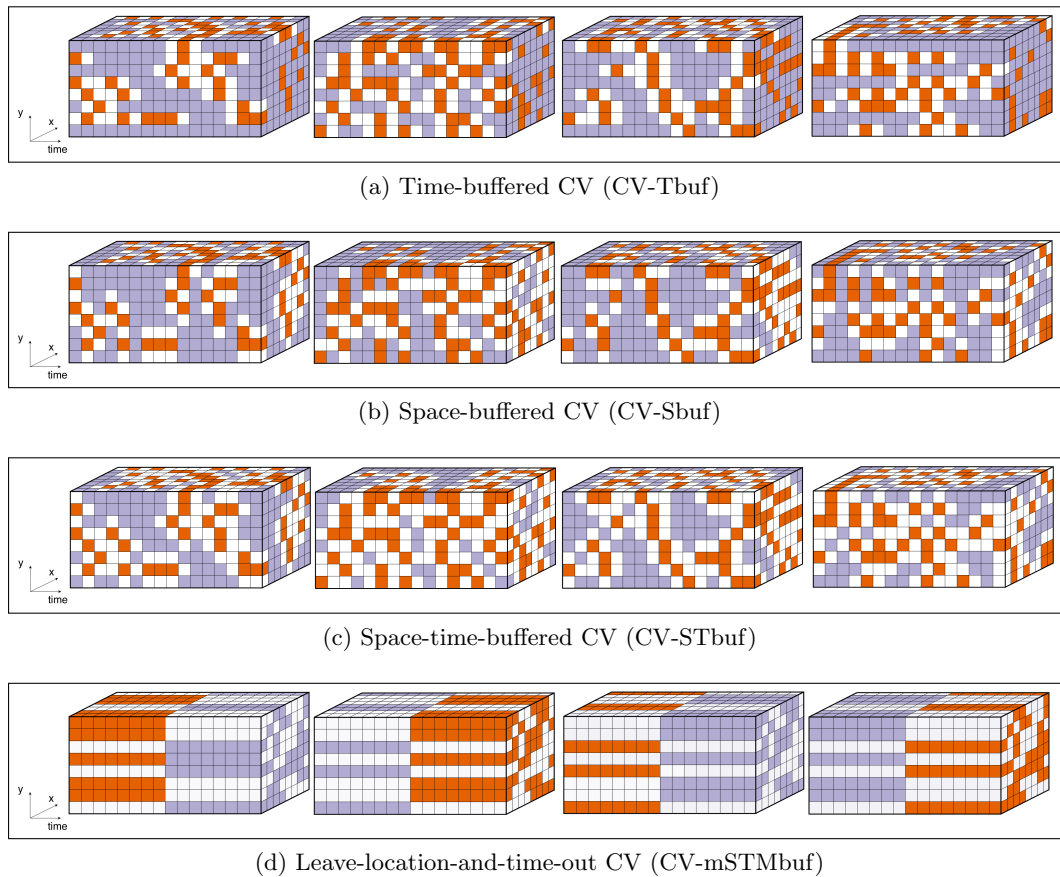 y
x
time
(a) Time-buffered CV (CV-Tbuf)
y
x
time
(b) Space-buffered CV (CV-Sbuf)
y
x
time
(c) Space-time-buffered CV (CV-STbuf)
y
x
time
(d) Leave-location-and-time-out CV (CV-mSTMbuf)